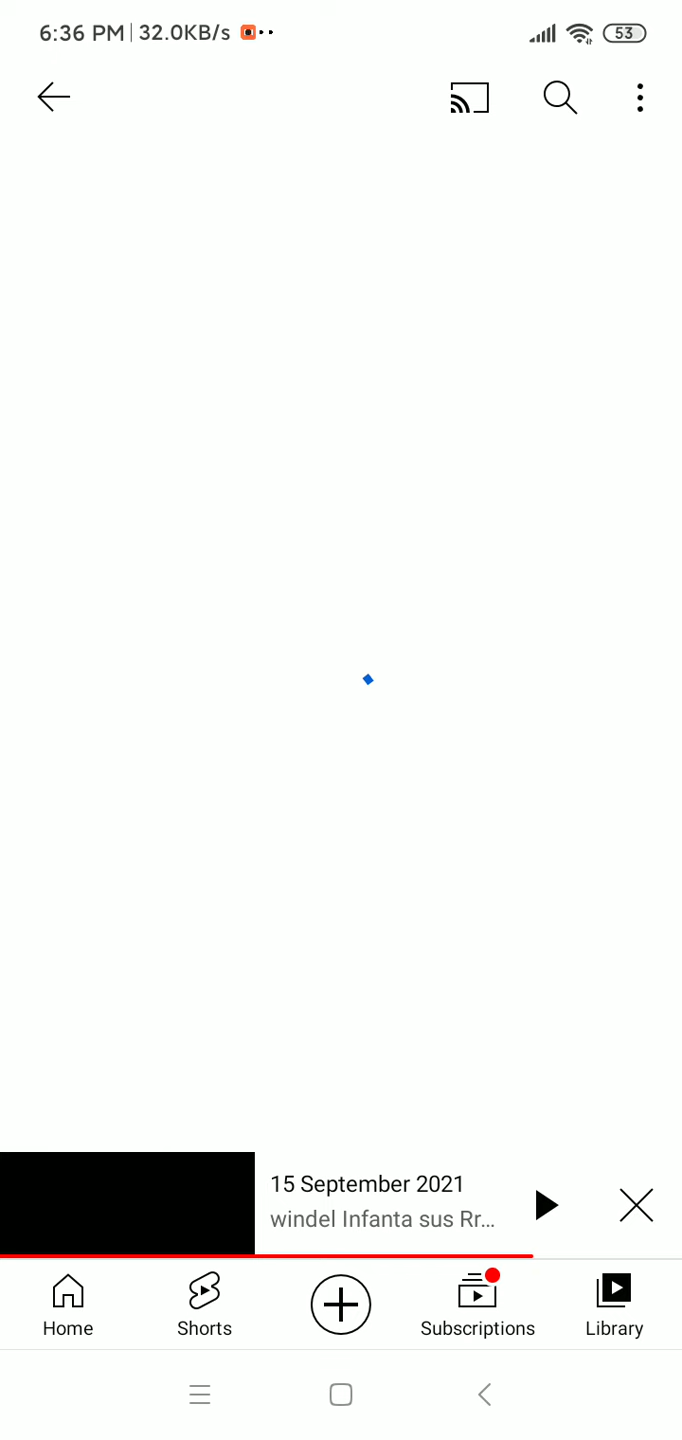 6:36 PM 32.0KB/s 53
15 September 2021
windel Infanta sus Rr...
Home Shorts Subscriptions Library